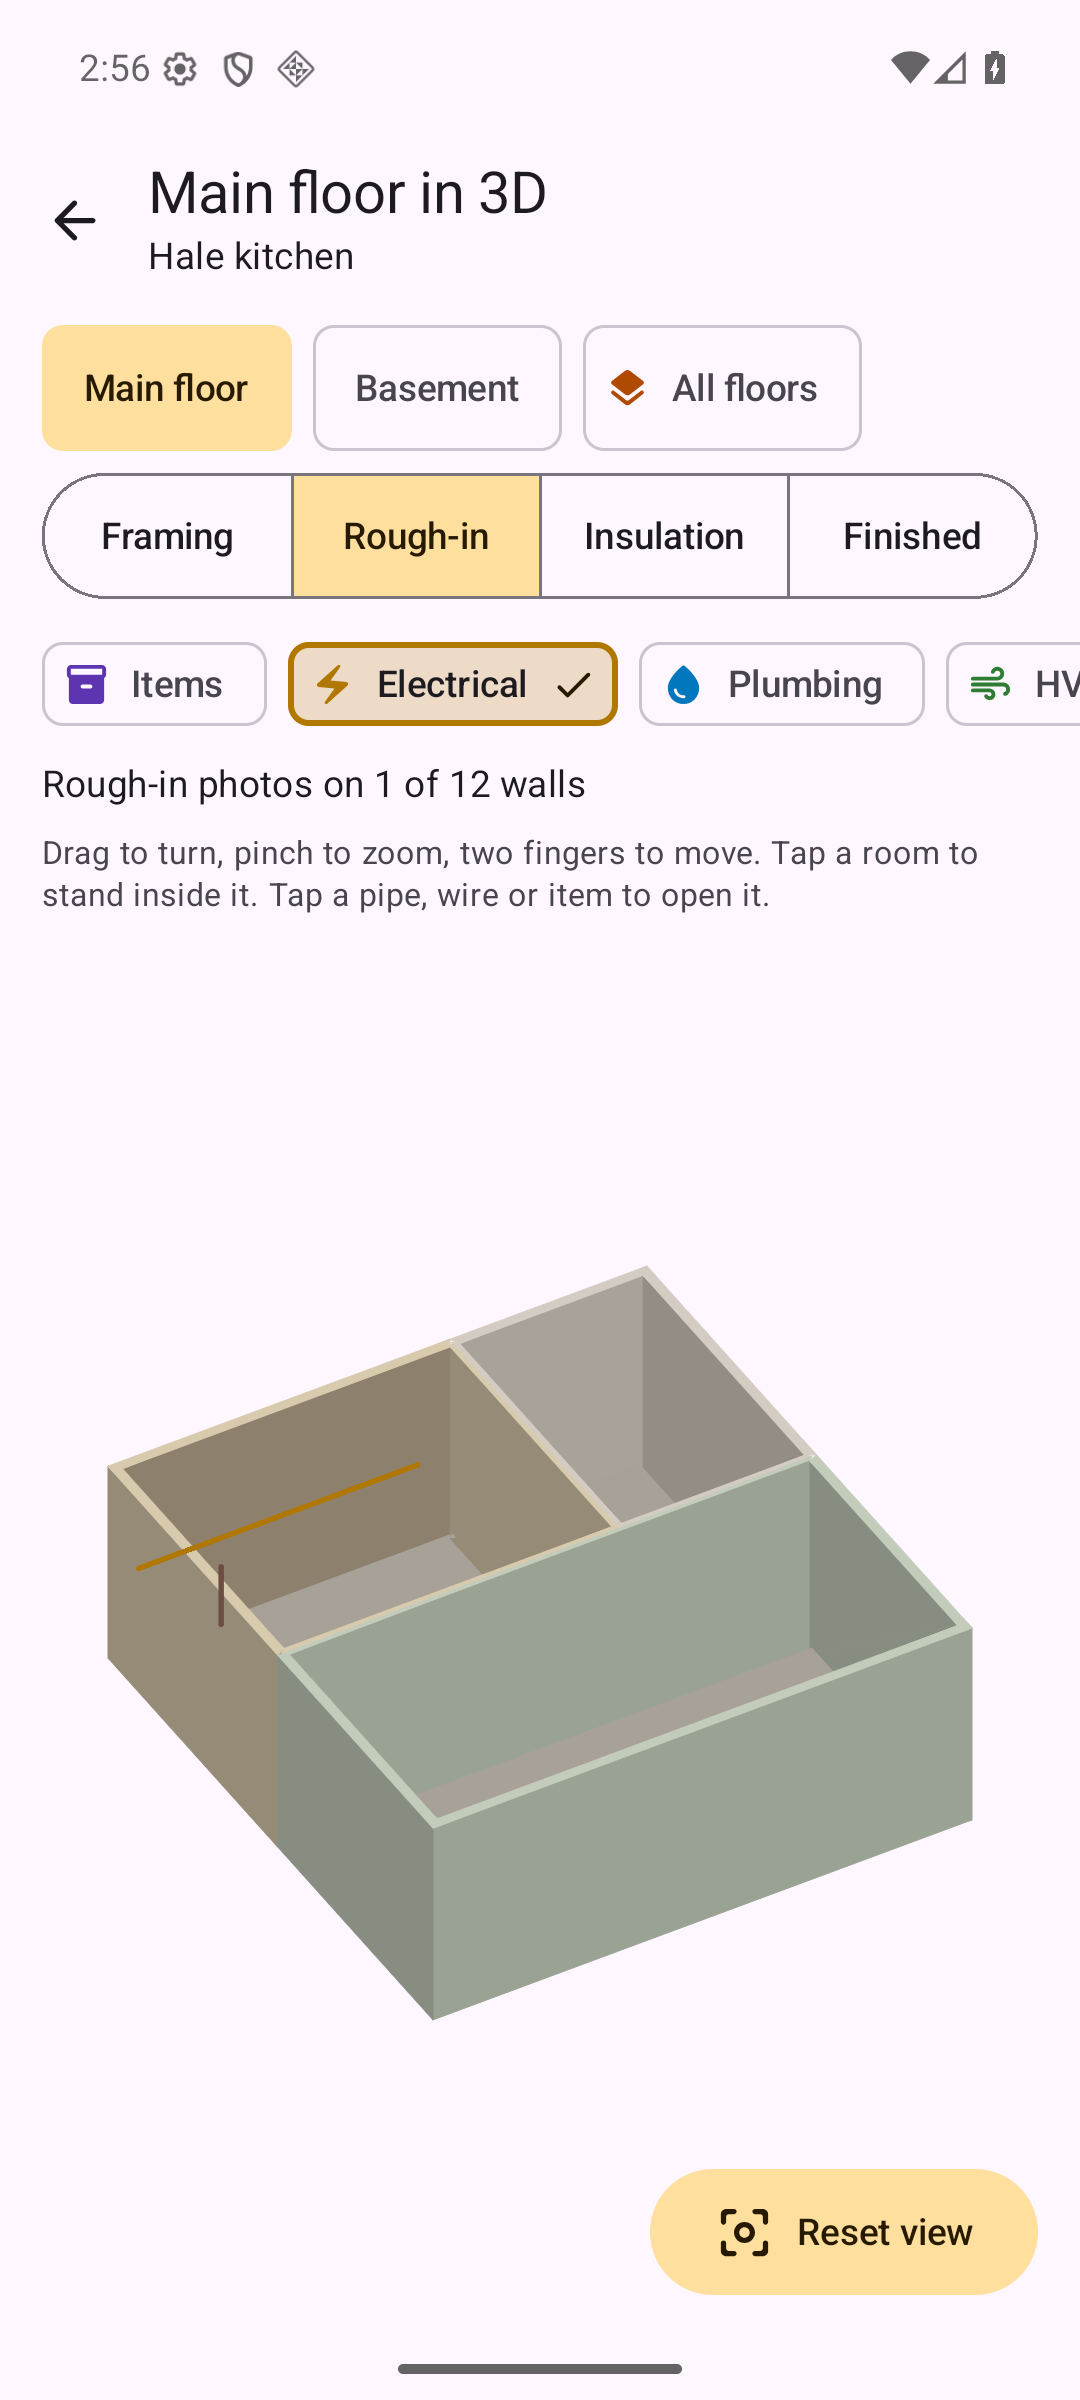 2:56
Main floor in 3D
Hale kitchen
Main floor
Basement
All floors
Framing
Rough-in
Insulation
Finished
Items
Electrical
Plumbing
Rough-in photos on 1 of 12 walls
Drag to turn, pinch to zoom, two fingers to move. Tap a room to
stand inside it. Tap a pipe, wire or item to open it.
Reset view